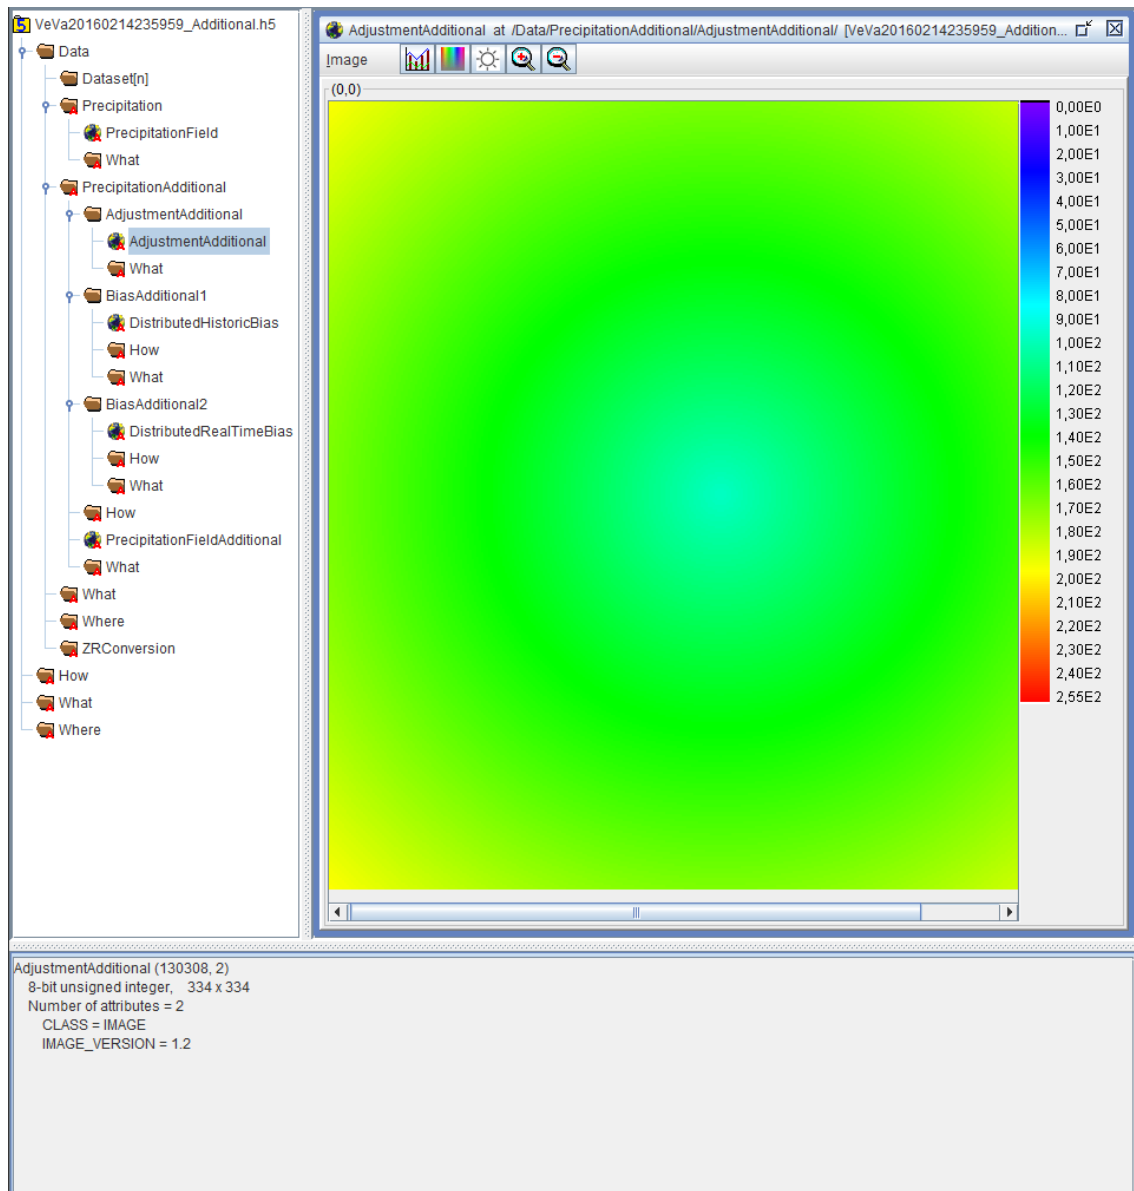 VeVa20160214235959_Additional.h5
Data
Dataset[n]
Precipitation
PrecipitationField
What
PrecipitationAdditional
AdjustmentAdditional
AdjustmentAdditional
What
BiasAdditional1
DistributedHistoricBias
How
What
BiasAdditional2
DistributedRealTimeBias
How
What
How
PrecipitationFieldAdditional
What
What
Where
ZRConversion
How
What
Where
AdjustmentAdditional at /Data/PrecipitationAdditional/AdjustmentAdditional/ [VeVa20160214235959_Addition...
Image
(0,0)
0,00E0
1,00E1
2,00E1
3,00E1
4,00E1
5,00E1
6,00E1
7,00E1
8,00E1
9,00E1
1,00E2
1,10E2
1,20E2
1,30E2
1,40E2
1,50E2
1,60E2
1,70E2
1,80E2
1,90E2
2,00E2
2,10E2
2,20E2
2,30E2
2,40E2
2,55E2
AdjustmentAdditional (130308, 2)
8-bit unsigned integer, 334 x 334
Number of attributes = 2
CLASS = IMAGE
IMAGE_VERSION = 1.2